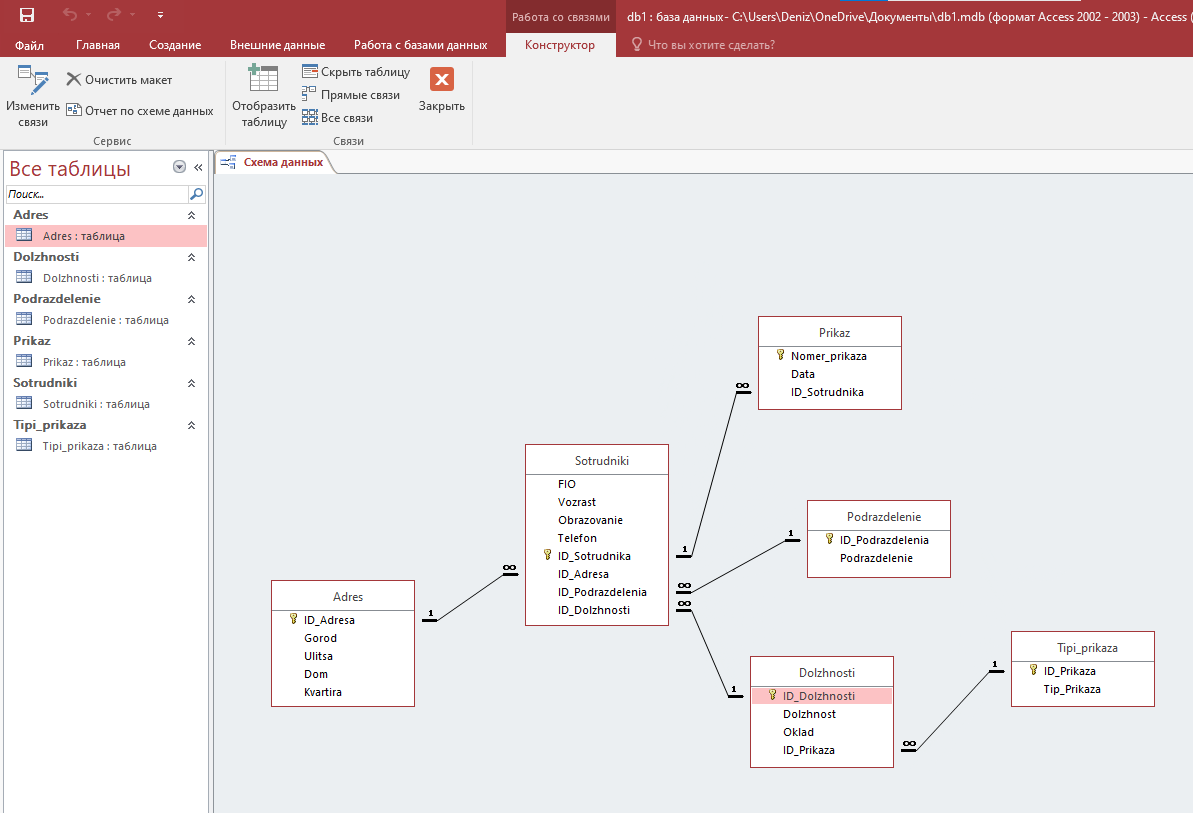 Работа со связями
db1 : база данных- C:\Users\Deniz\OneDrive\Документы\db1.mdb (формат Access 2002 - 2003) - Access (
Файл Главная Создание Внешние данные Работа с базами данных Конструктор Что вы хотите сделать?
Изменить связи
Очистить макет
Отчет по схеме данных
Сервис
Отобразить таблицу
Скрыть таблицу
Прямые связи
Все связи
Закрыть
Связи
Все таблицы
Поиск...
Adres
Adres : таблица
Dolzhnosti
Dolzhnosti : таблица
Podrazdelenie
Podrazdelenie : таблица
Prikaz
Prikaz : таблица
Sotrudniki
Sotrudniki : таблица
Tipi_prikaza
Tipi_prikaza : таблица
Схема данных
Prikaz
Nomer_prikaza
Data
ID_Sotrudnika
∞
Sotrudniki
FIO
Vozrast
Obrazovanie
Telefon
ID_Sotrudnika
ID_Adresa
ID_Podrazdelenia
ID_Dolzhnosti
1
∞
∞
∞
Podrazdelenie
ID_Podrazdelenia
Podrazdelenie
1
Adres
ID_Adresa
Gorod
Ulitsa
Dom
Kvartira
1
Dolzhnosti
ID_Dolzhnosti
Dolzhnost
Oklad
ID_Prikaza
1
∞
Tipi_prikaza
ID_Prikaza
Tip_Prikaza
1